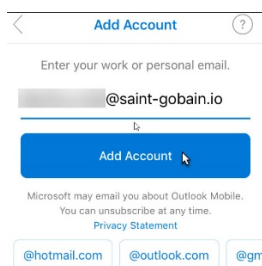 Add Account
?
Enter your work or personal email.
@saint-gobain.io
Add Account
Microsoft may email you about Outlook Mobile.
You can unsubscribe at any time.
Privacy Statement
@hotmail.com @outlook.com @gm